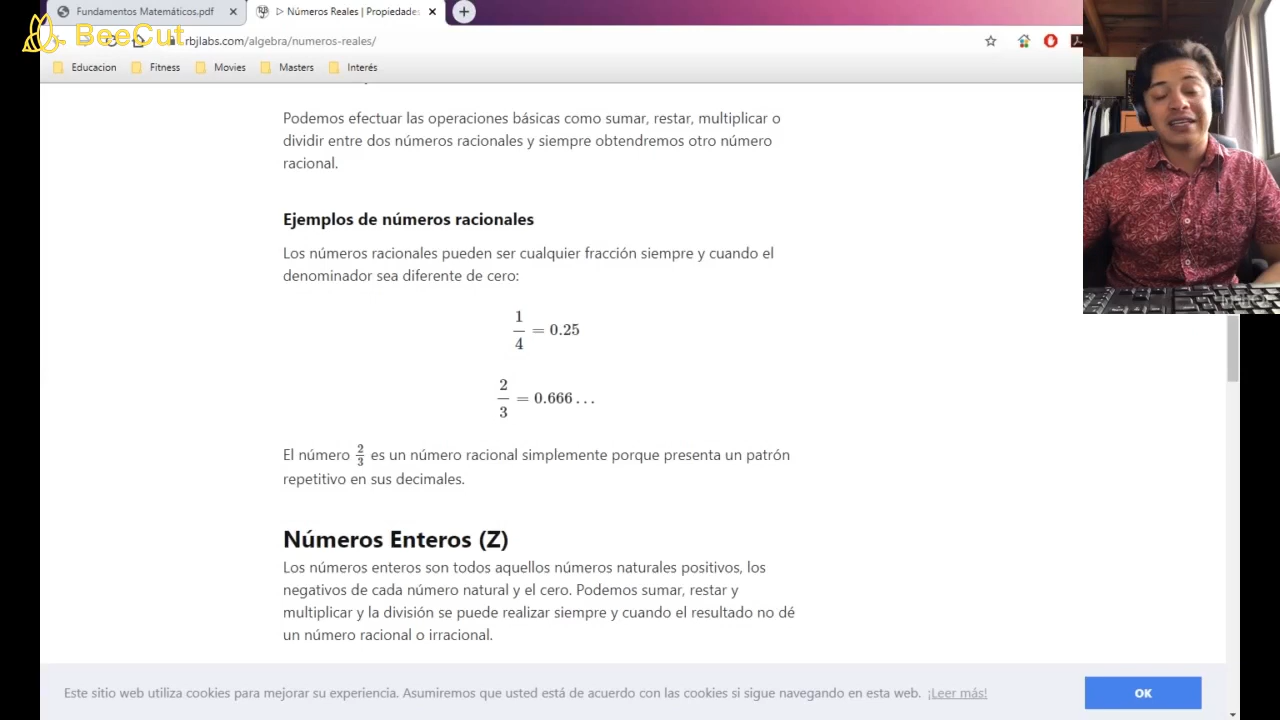 Fundamentos Matemáticos.pdf
▷ Números Reales | Propiedades
BeeCut
rbjlabs.com/algebra/numeros-reales/
Educacion
Fitness
Movies
Masters
Interés
Podemos efectuar las operaciones básicas como sumar, restar, multiplicar o
dividir entre dos números racionales y siempre obtendremos otro número
racional.
Ejemplos de números racionales
Los números racionales pueden ser cualquier fracción siempre y cuando el
denominador sea diferente de cero:
1/4 = 0.25
2/3 = 0.666...
El número 2/3 es un número racional simplemente porque presenta un patrón
repetitivo en sus decimales.
Números Enteros (Z)
Los números enteros son todos aquellos números naturales positivos, los
negativos de cada número natural y el cero. Podemos sumar, restar y
multiplicar y la división se puede realizar siempre y cuando el resultado no dé
un número racional o irracional.
Este sitio web utiliza cookies para mejorar su experiencia. Asumiremos que usted está de acuerdo con las cookies si sigue navegando en esta web. ¡Leer más!
OK